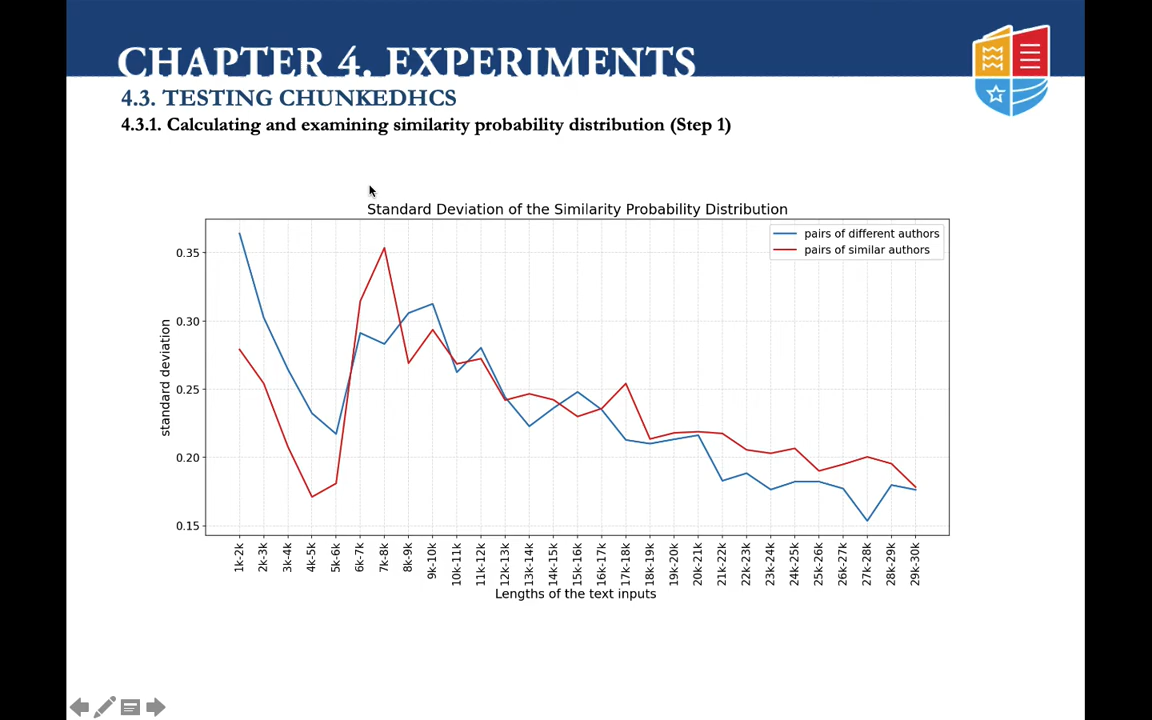 CHAPTER 4. EXPERIMENTS
4.3. TESTING CHUNKEDHCS
4.3.1. Calculating and examining similarity probability distribution (Step 1)
Standard Deviation of the Similarity Probability Distribution
pairs of different authors
pairs of similar authors
standard deviation
0.35
0.30
0.25
0.20
0.15
1k-2k
2k-3k
3k-4k
4k-5k
5k-6k
6k-7k
7k-8k
8k-9k
9k-10k
10k-11k
11k-12k
12k-13k
13k-14k
14k-15k
15k-16k
16k-17k
17k-18k
18k-19k
19k-20k
20k-21k
21k-22k
22k-23k
23k-24k
24k-25k
25k-26k
26k-27k
27k-28k
28k-29k
29k-30k
Lengths of the text inputs